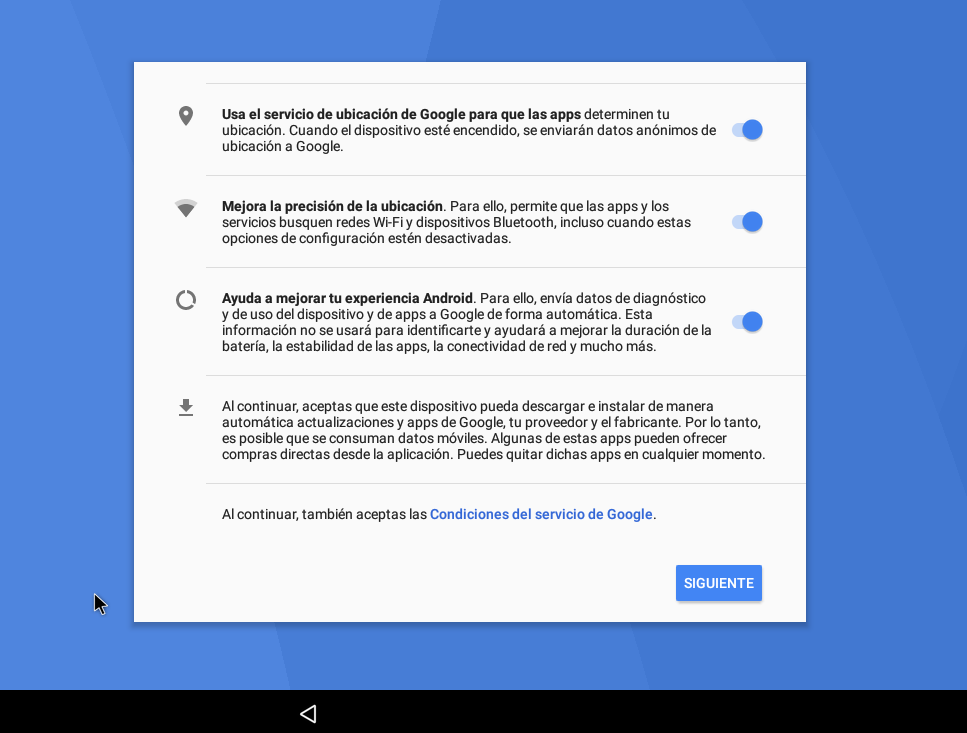 Usa el servicio de ubicación de Google para que las apps determinen tu
ubicación. Cuando el dispositivo esté encendido, se enviarán datos anónimos de
ubicación a Google.
Mejora la precisión de la ubicación. Para ello, permite que las apps y los
servicios busquen redes Wi-Fi y dispositivos Bluetooth, incluso cuando estas
opciones de configuración estén desactivadas.
Ayuda a mejorar tu experiencia Android. Para ello, envía datos de diagnóstico
y de uso del dispositivo y de apps a Google de forma automática. Esta
información no se usará para identificarte y ayudará a mejorar la duración de la
batería, la estabilidad de las apps, la conectividad de red y mucho más.
Al continuar, aceptas que este dispositivo pueda descargar e instalar de manera
automática actualizaciones y apps de Google, tu proveedor y el fabricante. Por lo tanto,
es posible que se consuman datos móviles. Algunas de estas apps pueden ofrecer
compras directas desde la aplicación. Puedes quitar dichas apps en cualquier momento.
Al continuar, también aceptas las Condiciones del servicio de Google.
SIGUIENTE